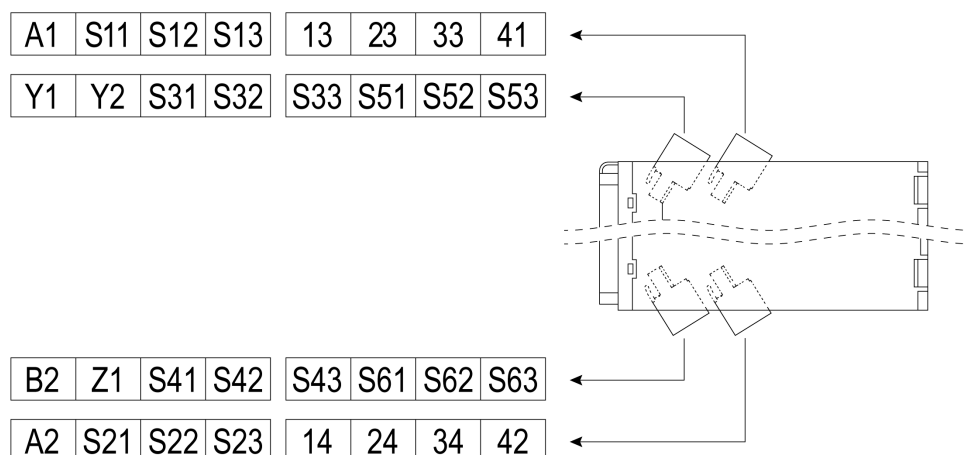 A1 S11 S12 S13 13 23 33 41
Y1 Y2 S31 S32 S33 S51 S52 S53
B2 Z1 S41 S42 S43 S61 S62 S63
A2 S21 S22 S23 14 24 34 42